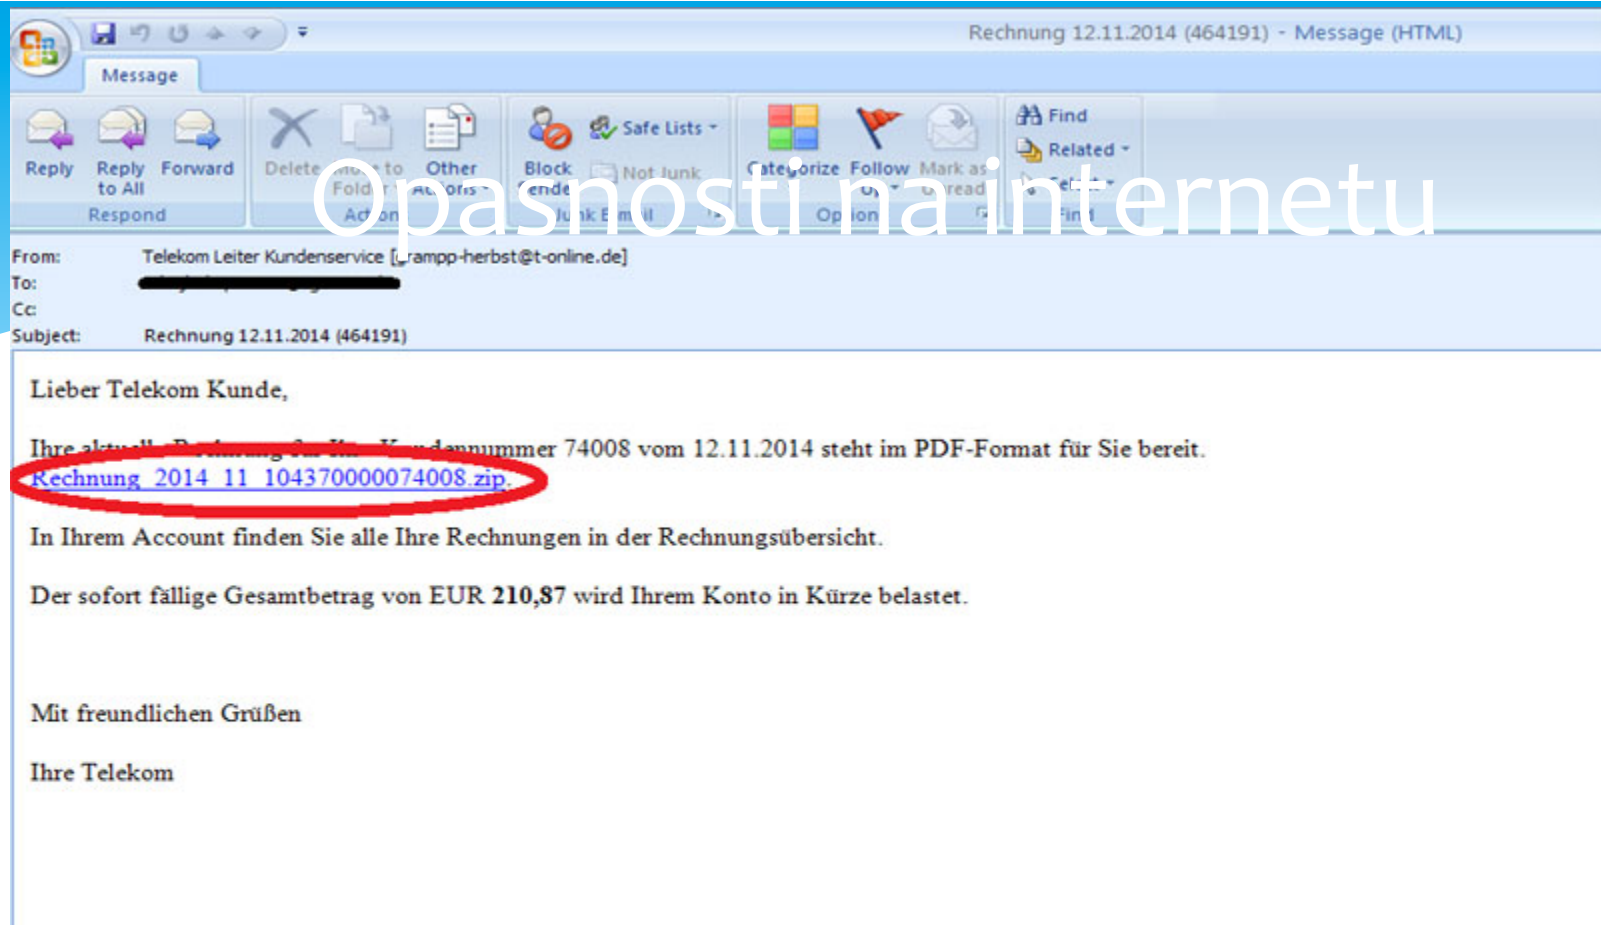 Rechnung 12.11.2014 (464191) - Message (HTML)
Message
Reply
Reply to All
Forward
Respond
Delete
to
Other
Block
Safe Lists
Not Junk
Categorize
Follow
Mark as
Find
Related
Opasnosti na internetu
From: Telekom Leiter Kundenservice [grampp-herbst@t-online.de]
To:
Cc:
Subject: Rechnung 12.11.2014 (464191)
Lieber Telekom Kunde,
Ihre Kundennummer 74008 vom 12.11.2014 steht im PDF-Format für Sie bereit.
Rechnung_2014_11_104370000074008.zip.
In Ihrem Account finden Sie alle Ihre Rechnungen in der Rechnungsübersicht.
Der sofort fällige Gesamtbetrag von EUR 210,87 wird Ihrem Konto in Kürze belastet.
Mit freundlichen Grüßen
Ihre Telekom